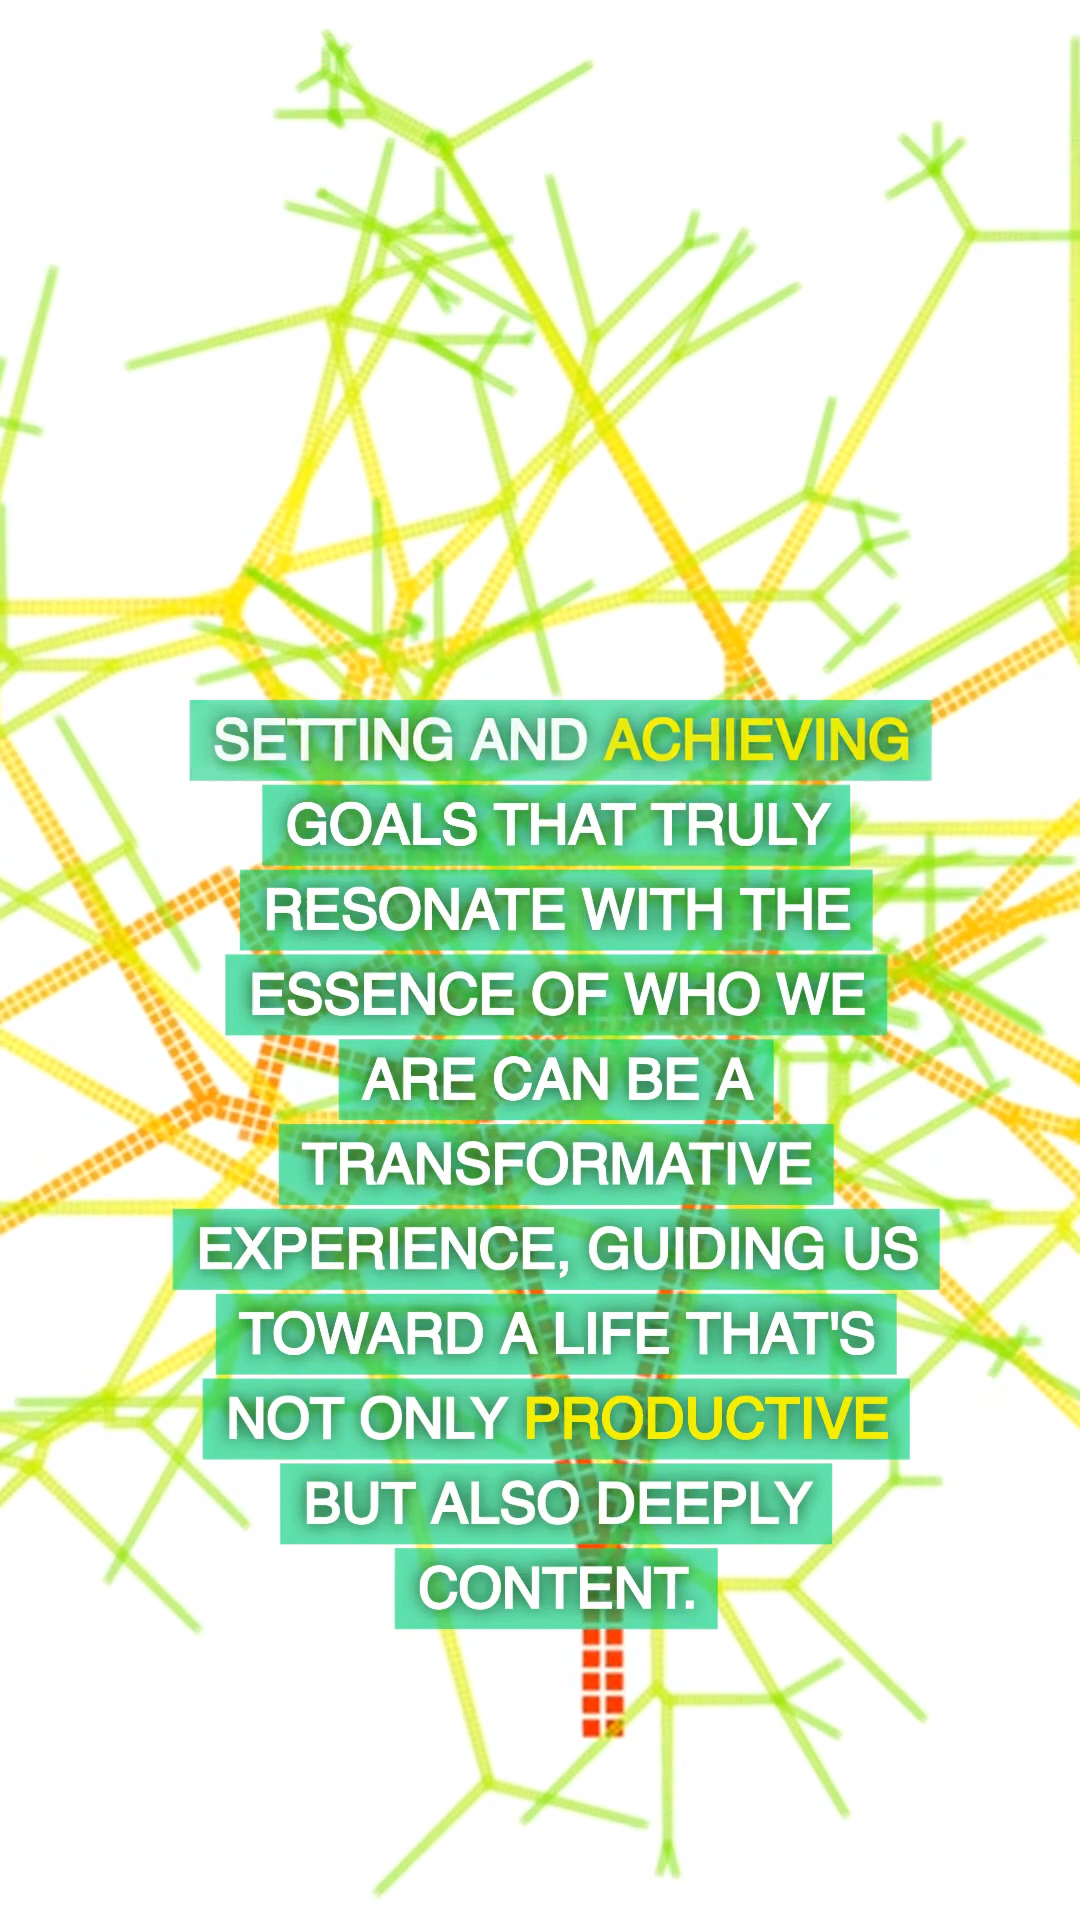 SETTING AND ACHIEVING
GOALS THAT TRULY
RESONATE WITH THE
ESSENCE OF WHO WE
ARE CAN BE A
TRANSFORMATIVE
EXPERIENCE, GUIDING US
TOWARD A LIFE THAT'S
NOT ONLY PRODUCTIVE
BUT ALSO DEEPLY
CONTENT.